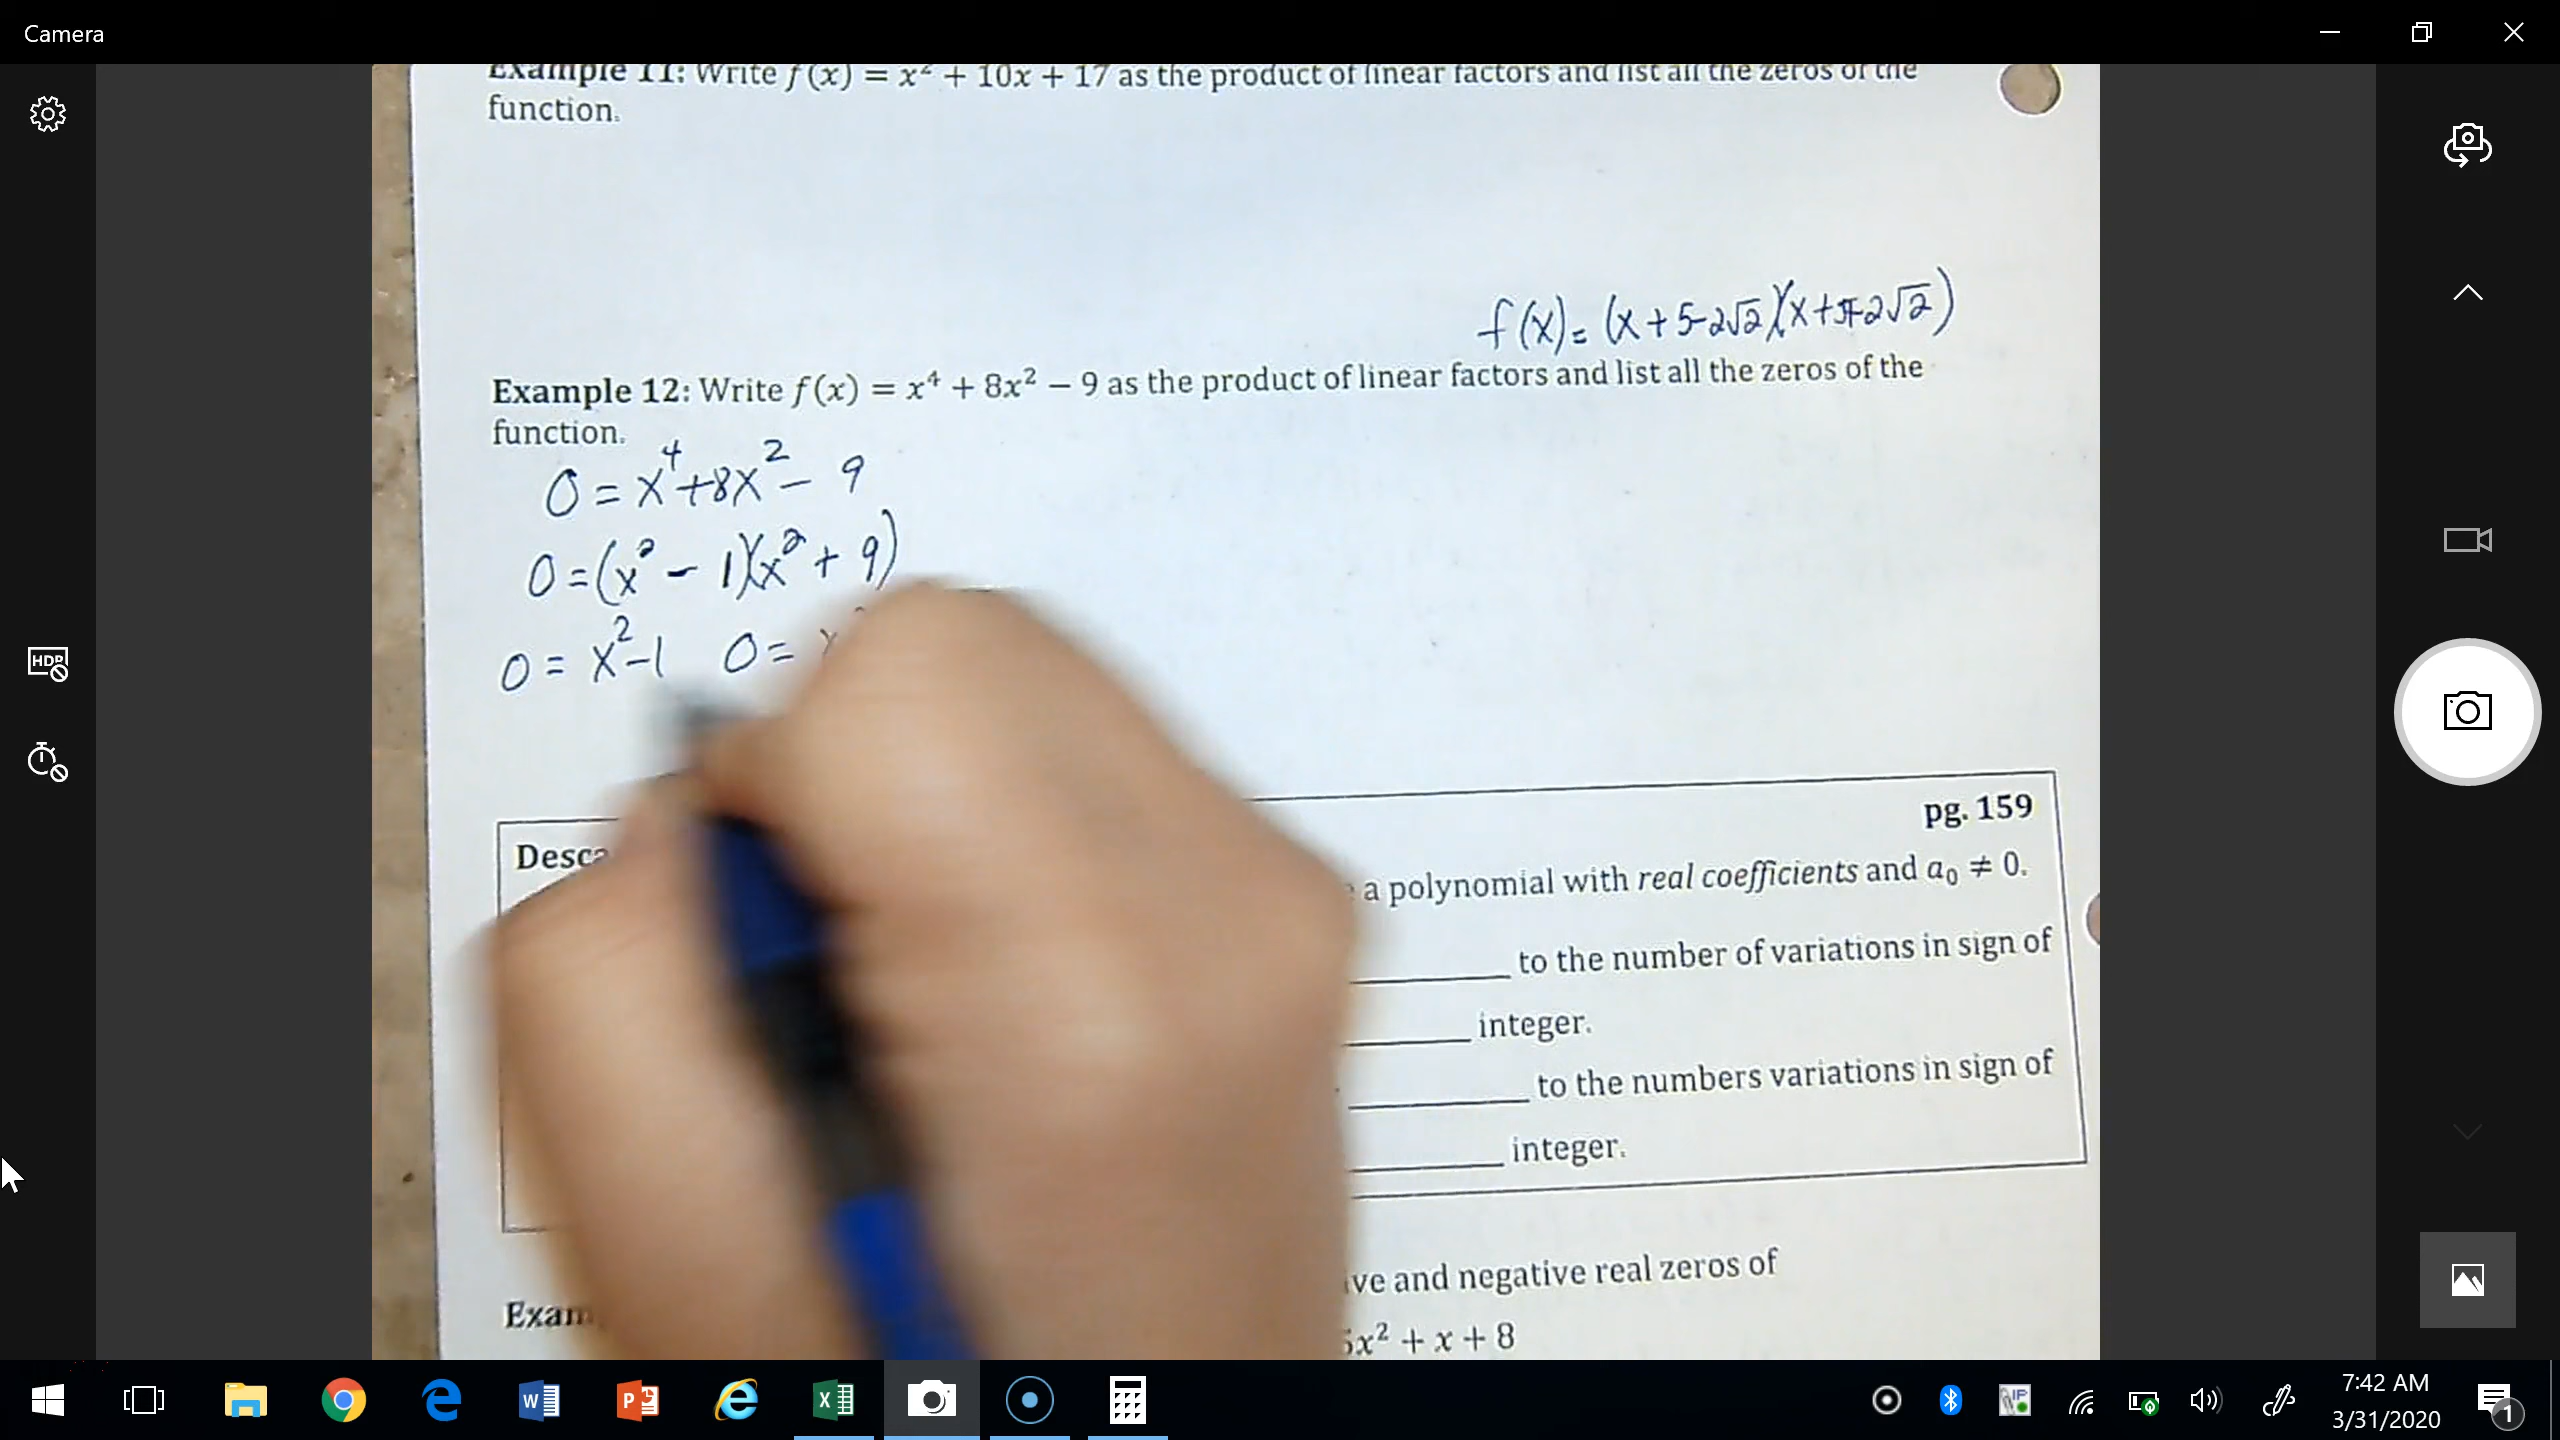 Camera
Example 11: Write f(x) = x² + 10x + 17 as the product of linear factors and list all the zeros of the
function.
f(x) = (x + 5 - 2√2)(x + 5 + 2√2)
Example 12: Write f(x) = x⁴ + 8x² − 9 as the product of linear factors and list all the zeros of the
function.
0 = x⁴ + 8x² − 9
0 = (x² − 1)(x² + 9)
0 = x² − 1 0 = x
pg. 159
Desca
a polynomial with real coefficients and a₀ ≠ 0.
to the number of variations in sign of
integer.
to the numbers variations in sign of
integer.
ve and negative real zeros of
Exam
x² + x + 8
HDR
7:42 AM
3/31/2020
1